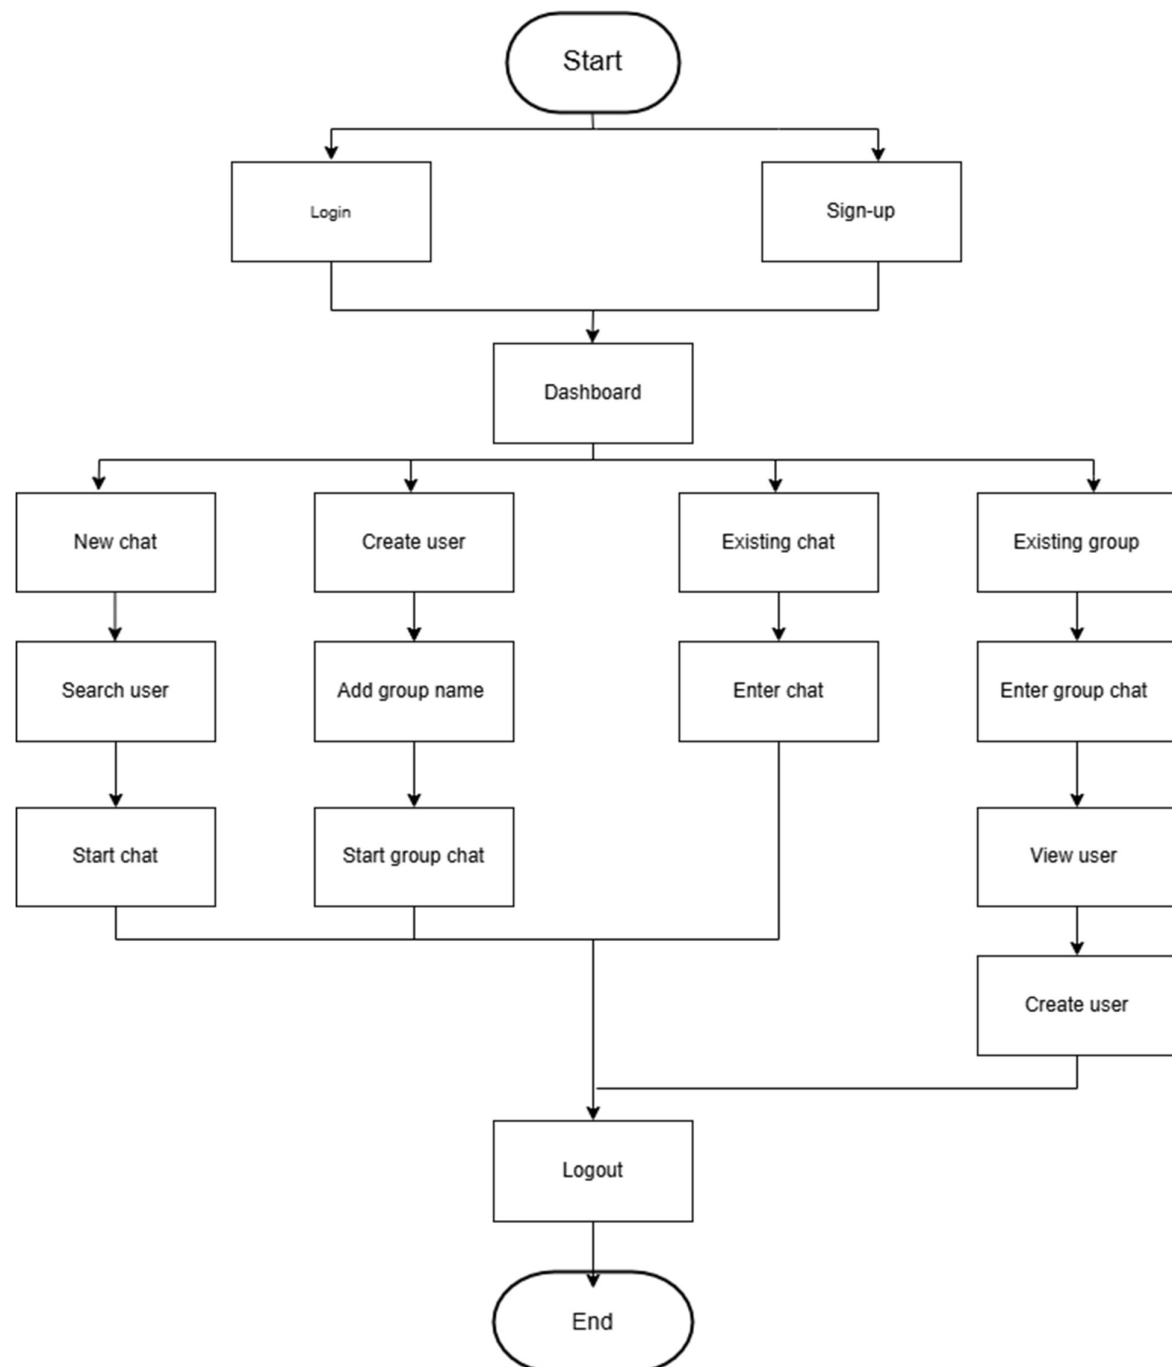 Start
Login
Sign-up
Dashboard
New chat
Create user
Existing chat
Existing group
Search user
Add group name
Enter chat
Enter group chat
Start chat
Start group chat
View user
Create user
Logout
End